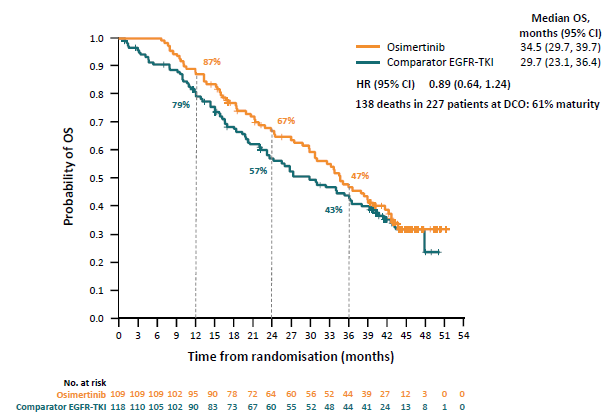 Median OS,
months (95% CI)
Osimertinib 34.5 (29.7, 39.7)
Comparator EGFR-TKI 29.7 (23.1, 36.4)
HR (95% CI) 0.89 (0.64, 1.24)
138 deaths in 227 patients at DCO: 61% maturity
Probability of OS
1.0
0.9
0.8
0.7
0.6
0.5
0.4
0.3
0.2
0.1
0.0
87%
79%
67%
57%
47%
43%
0 3 6 9 12 15 18 21 24 27 30 33 36 39 42 45 48 51 54
Time from randomisation (months)
No. at risk
Osimertinib 109 109 109 102 95 90 78 72 64 60 56 52 44 39 27 12 3 0 0
Comparator EGFR-TKI 118 110 105 102 90 83 73 67 60 55 52 48 44 41 24 13 8 1 0